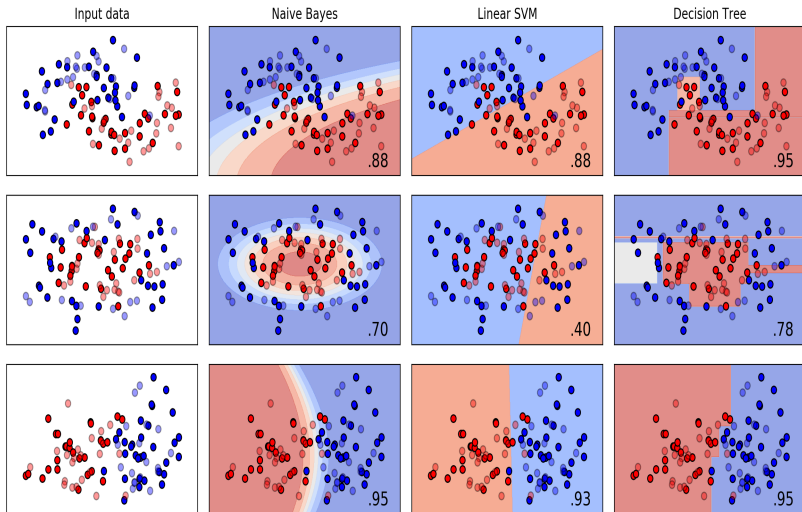 Input data
Naive Bayes
Linear SVM
Decision Tree
.88
.88
.95
.70
.40
.78
.95
.93
.95